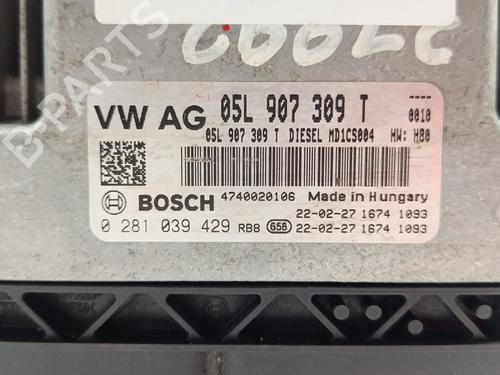 VW AG 05L 907 309 T
----
0010
05L 907 309 T DIESEL MD1CS004 HW: H80
BOSCH 4740020106 Made in Hungary
22-02-27 1674 1093
0 281 039 429 RB8 G5B 22-02-27 1674 1093
B-PARTS